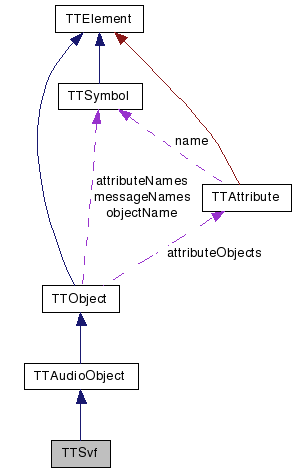 TTElement
TTSymbol
name
attributeNames
messageNames
objectName
TTAttribute
attributeObjects
TTObject
TTAudioObject
TTSvf